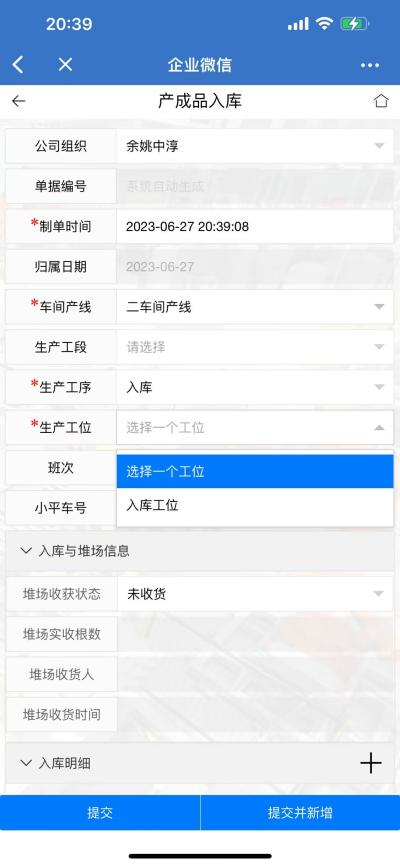 20:39
企业微信
产成品入库
公司组织 余姚中淳
单据编号 系统自动生成
*制单时间 2023-06-27 20:39:08
归属日期 2023-06-27
*车间产线 二车间产线
生产工段 请选择
*生产工序 入库
*生产工位 选择一个工位
班次 选择一个工位
入库工位
小平车号
入库与堆场信息
堆场收获状态 未收货
堆场实收根数
堆场收货人
堆场收货时间
入库明细
提交 提交并新增